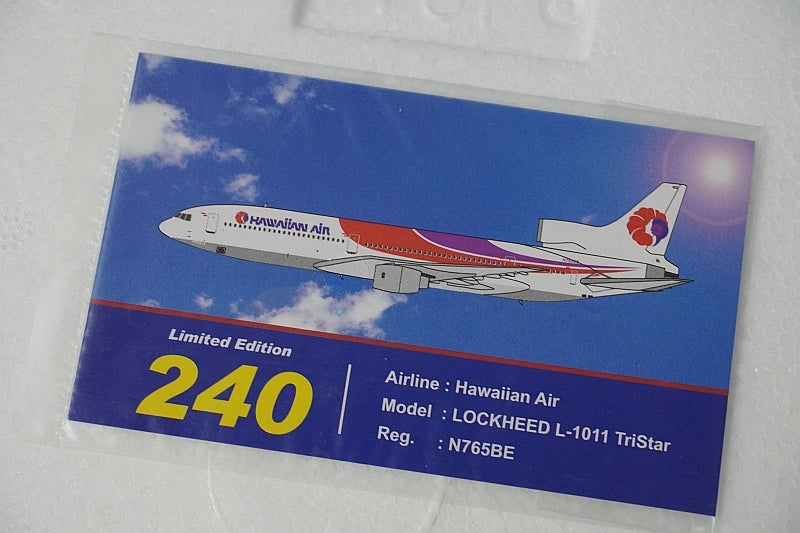 HAWAIIAN AIR
Limited Edition
240
Airline : Hawaiian Air
Model : LOCKHEED L-1011 TriStar
Reg. : N765BE